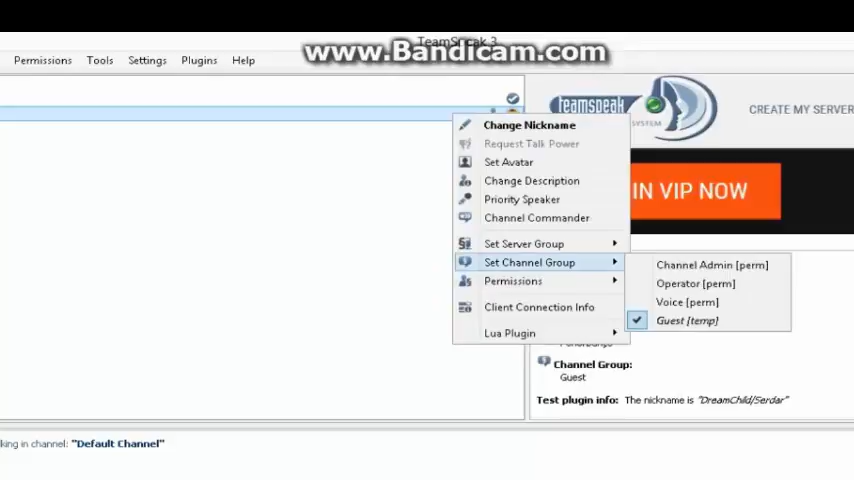 TeamSpeak 3
www.Bandicam.com
Permissions Tools Settings Plugins Help
teamspeak
SYSTEM
CREATE MY SERVER
IN VIP NOW
Change Nickname
Request Talk Power
Set Avatar
Change Description
Priority Speaker
Channel Commander
Set Server Group
Set Channel Group
Permissions
Client Connection Info
Lua Plugin
Channel Admin [perm]
Operator [perm]
Voice [perm]
Guest [temp]
Channel Group:
Guest
Test plugin info: The nickname is "DreamChild/Serdar"
king in channel: "Default Channel"